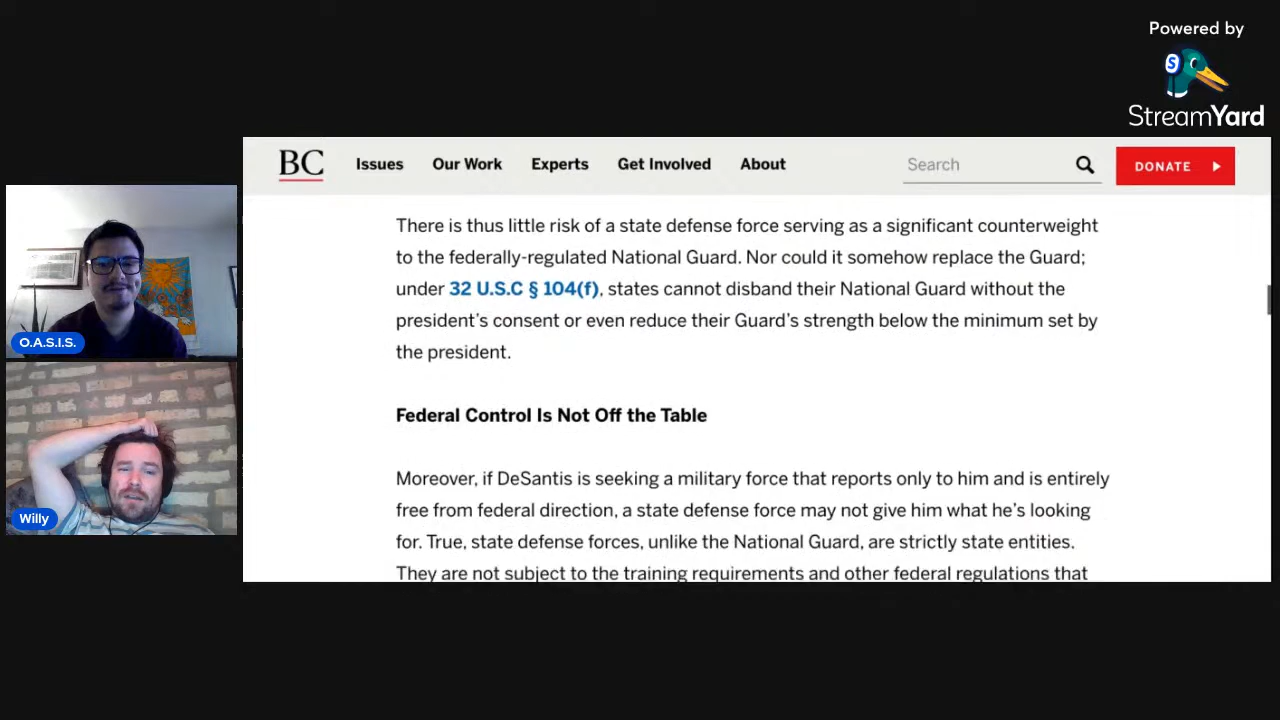 Powered by
StreamYard
BC
Issues
Our Work
Experts
Get Involved
About
Search
DONATE
There is thus little risk of a state defense force serving as a significant counterweight
to the federally-regulated National Guard. Nor could it somehow replace the Guard;
under 32 U.S.C § 104(f), states cannot disband their National Guard without the
president’s consent or even reduce their Guard’s strength below the minimum set by
the president.
Federal Control Is Not Off the Table
Moreover, if DeSantis is seeking a military force that reports only to him and is entirely
free from federal direction, a state defense force may not give him what he’s looking
for. True, state defense forces, unlike the National Guard, are strictly state entities.
They are not subject to the training requirements and other federal regulations that
O.A.S.I.S.
Willy